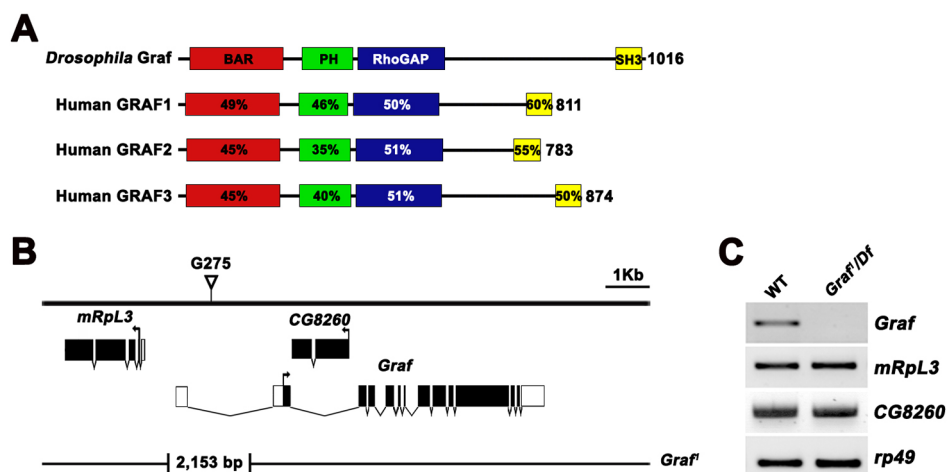 A
Drosophila Graf BAR PH RhoGAP SH3 1016
Human GRAF1 49% 46% 50% 60% 811
Human GRAF2 45% 35% 51% 55% 783
Human GRAF3 45% 40% 51% 50% 874
B
G275
1Kb
mRpL3
CG8260
Graf
2,153 bp
Graf¹
C
WT
Graf¹/Df
Graf
mRpL3
CG8260
rp49